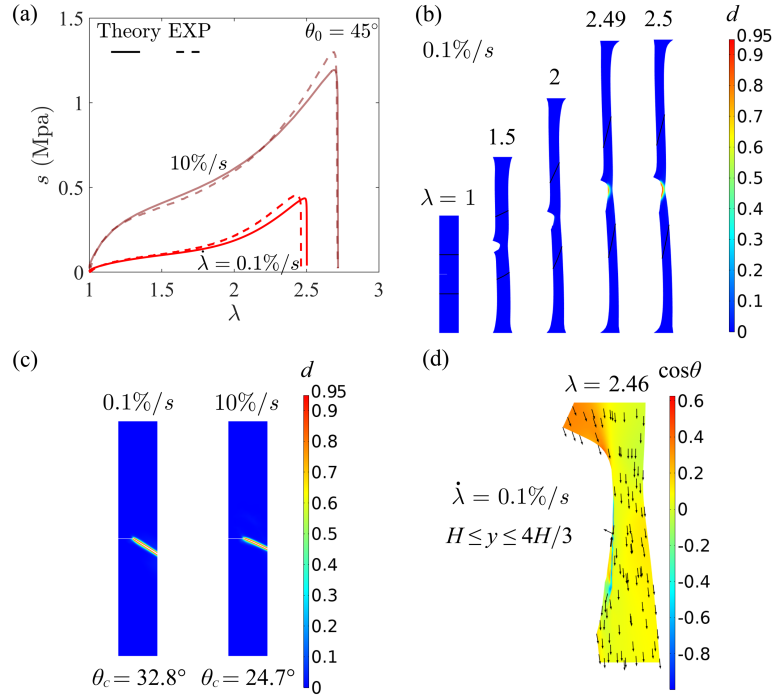 (a)
1.5
1
0.5
0
s (Mpa)
Theory EXP
θ₀ = 45°
10%/s
λ̇ = 0.1%/s
1 1.5 2 2.5 3
λ
(b)
0.1%/s
λ = 1
1.5
2
2.49
2.5
d
0.95
0.9
0.8
0.7
0.6
0.5
0.4
0.3
0.2
0.1
0
(c)
0.1%/s 10%/s
θc = 32.8° θc = 24.7°
d
0.95
0.9
0.8
0.7
0.6
0.5
0.4
0.3
0.2
0.1
0
(d)
λ = 2.46
λ̇ = 0.1%/s
H ≤ y ≤ 4H/3
cosθ
0.6
0.4
0.2
0
-0.2
-0.4
-0.6
-0.8